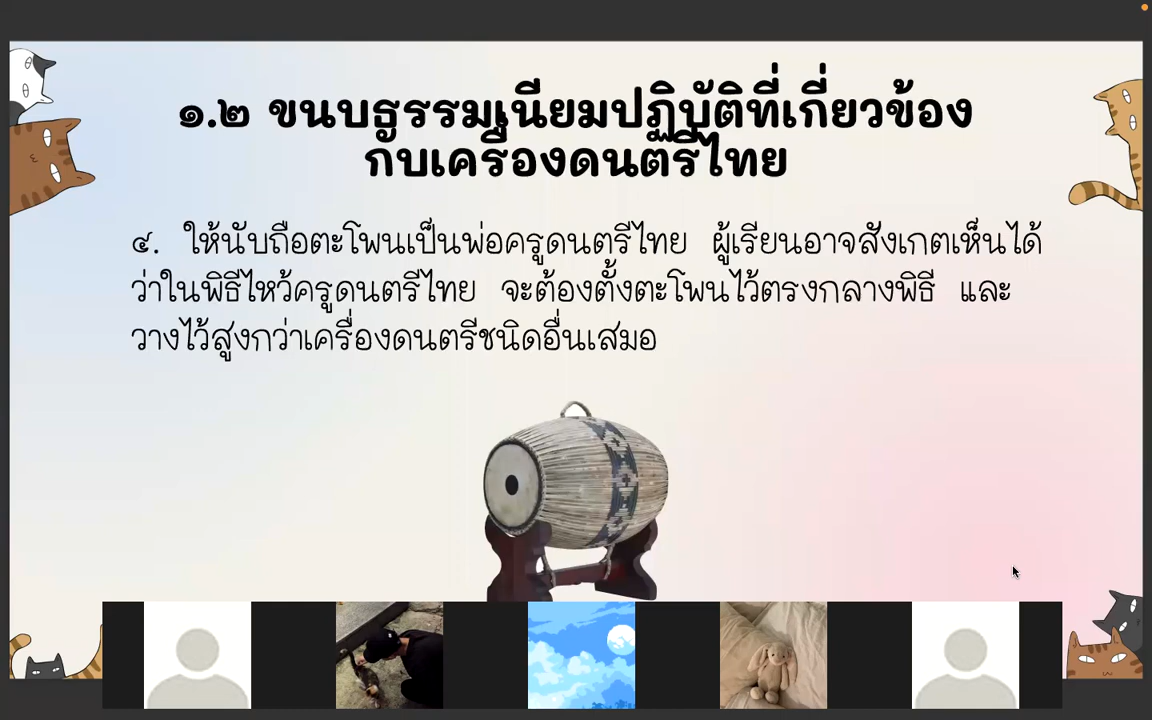 ๑.๒ ขนบธรรมเนียมปฏิบัติที่เกี่ยวข้อง
กับเครื่องดนตรีไทย
๔. ให้นับถือตะโพนเป็นพ่อครูดนตรีไทย ผู้เรียนอาจสังเกตเห็นได้
ว่าในพิธีไหว้ครูดนตรีไทย จะต้องตั้งตะโพนไว้ตรงกลางพิธี และ
วางไว้สูงกว่าเครื่องดนตรีชนิดอื่นเสมอ